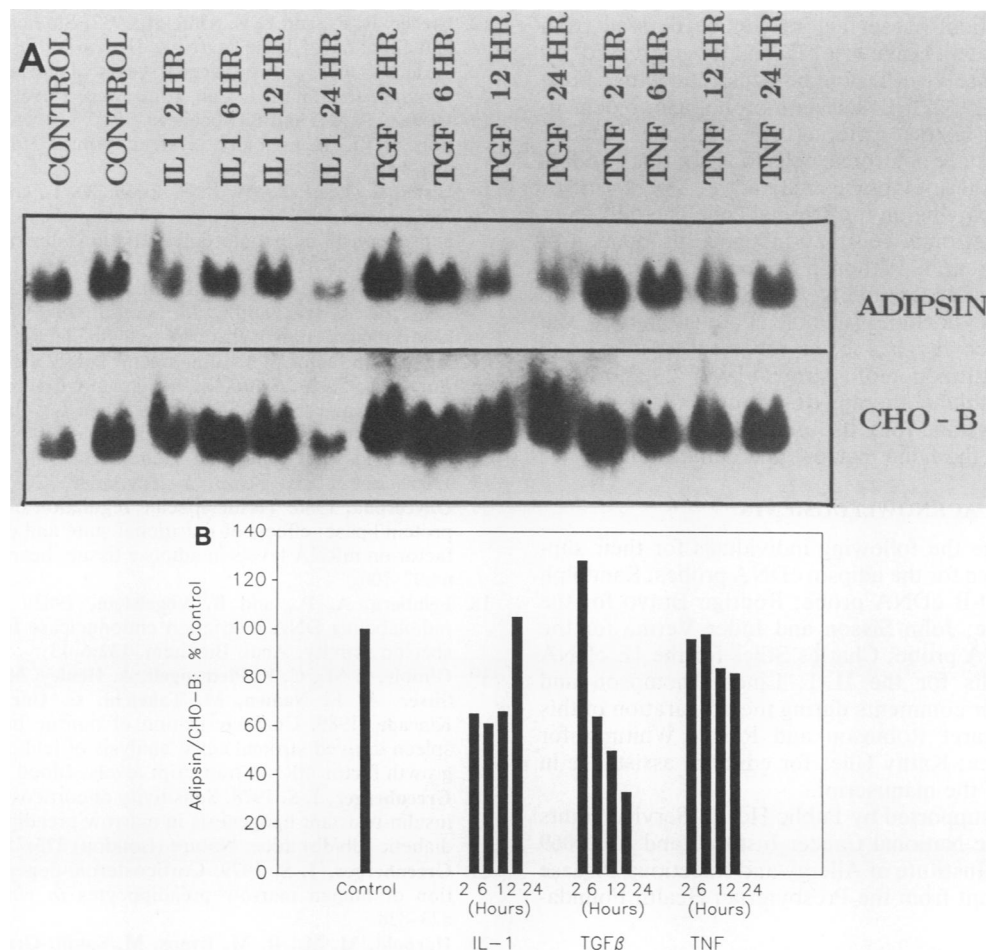 A
CONTROL
CONTROL
IL 1 2 HR
IL 1 6 HR
IL 1 12 HR
IL 1 24 HR
TGF 2 HR
TGF 6 HR
TGF 12 HR
TGF 24 HR
TNF 2 HR
TNF 6 HR
TNF 12 HR
TNF 24 HR
ADIPSIN
CHO - B
B
Adipsin/CHO-B; % Control
140
120
100
80
60
40
20
0
Control
2 6 12 24
2 6 12 24
2 6 12 24
(Hours)
(Hours)
(Hours)
IL-1
TGFβ
TNF